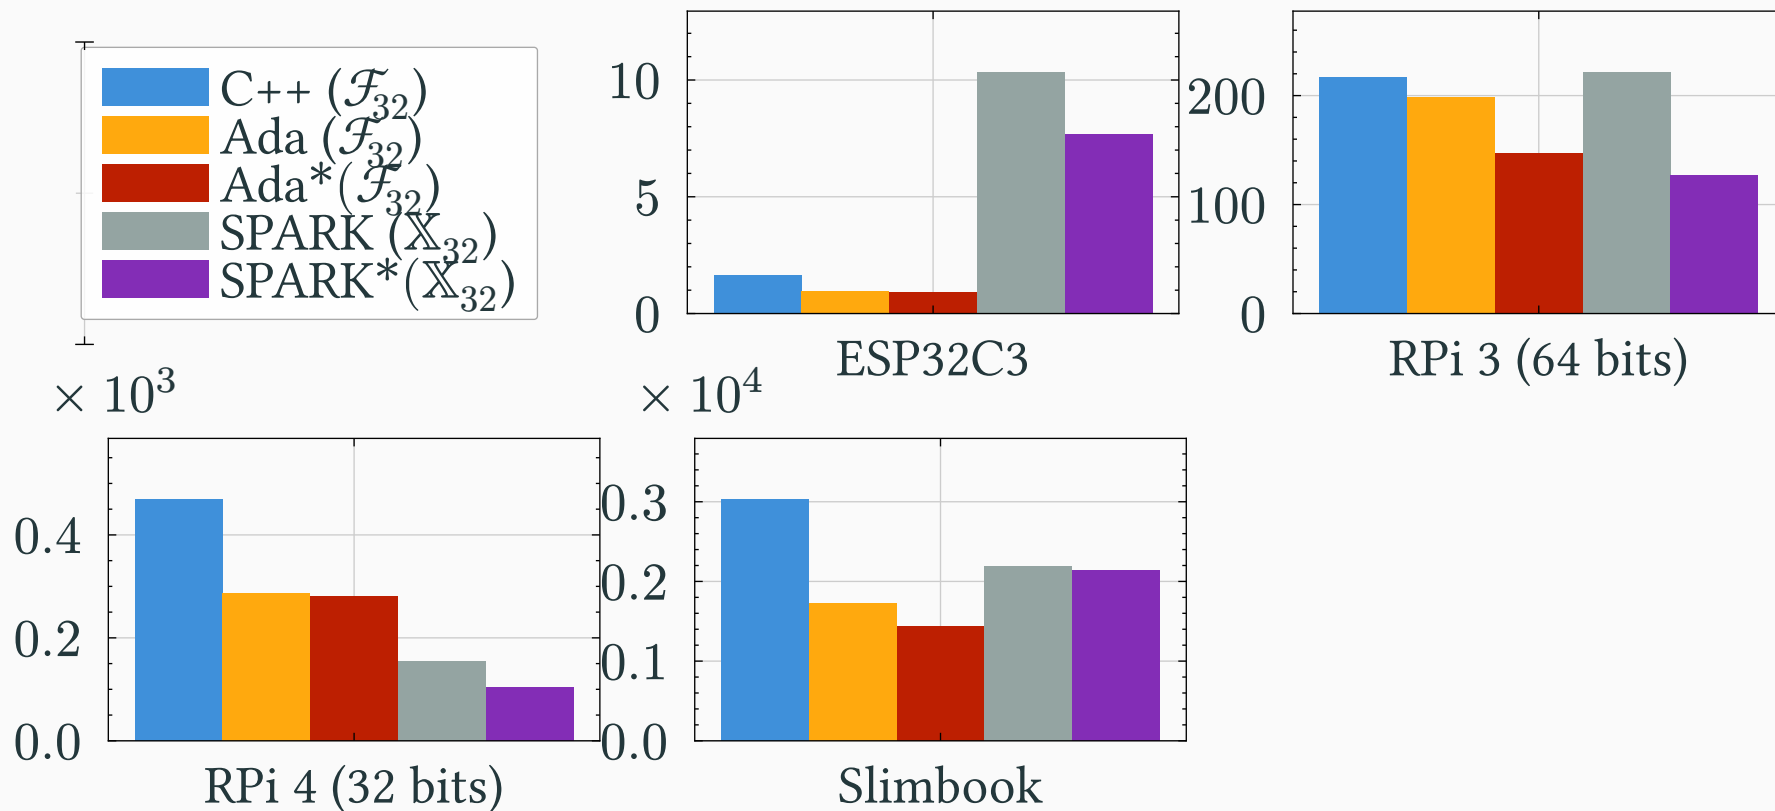 C++ (ℱ₃₂)
Ada (ℱ₃₂)
Ada*(ℱ₃₂)
SPARK (𝕏₃₂)
SPARK*(𝕏₃₂)
10
5
0
ESP32C3
200
100
0
RPi 3 (64 bits)
× 10³
0.4
0.2
0.0
RPi 4 (32 bits)
× 10⁴
0.3
0.2
0.1
0.0
Slimbook